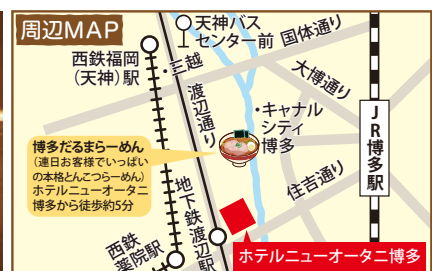 周辺MAP
天神バス
センター前
国体通り
西鉄福岡
（天神）駅
・三越
渡辺通り
大博通り
・キャナル
シティ
博多
JR博多駅
博多だるまらーめん
（連日お客様でいっぱい
の本格とんこつらーめん）
ホテルニューオータニ
博多から徒歩約5分
住吉通り
地下鉄渡辺駅
西鉄
薬院駅
ホテルニューオータニ博多